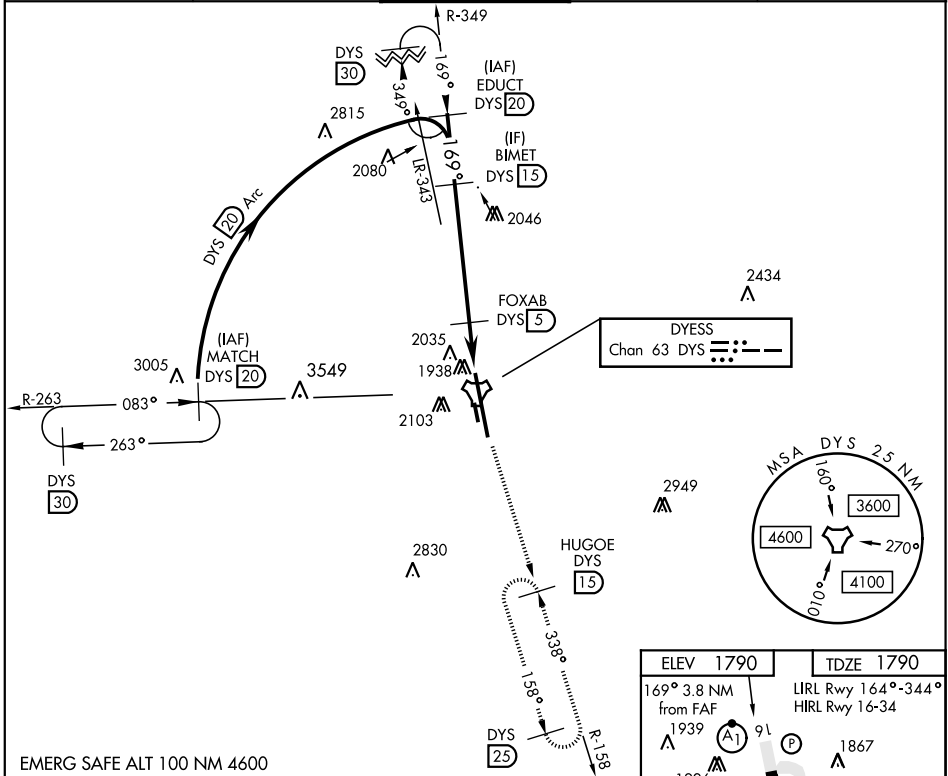 R-349
DYS
30
349°
169°
(IAF)
EDUCT
DYS 20
2815
2080
LR-343
169°
(IF)
BIMET
DYS 15
2046
DYS 20 Arc
FOXAB
DYS 5
2434
DYESS
Chan 63 DYS
2035
1938
2103
(IAF)
MATCH
DYS 20
3005
3549
R-263
083°
263°
DYS
30
MSA DYS 25 NM
160°
3600
4600
270°
4100
010°
2949
2830
HUGOE
DYS
15
338°
158°
DYS
25
R-158
ELEV 1790
TDZE 1790
169° 3.8 NM
from FAF
LIRL Rwy 164°-344°
HIRL Rwy 16-34
1939
A1
16
P
1867
EMERG SAFE ALT 100 NM 4600